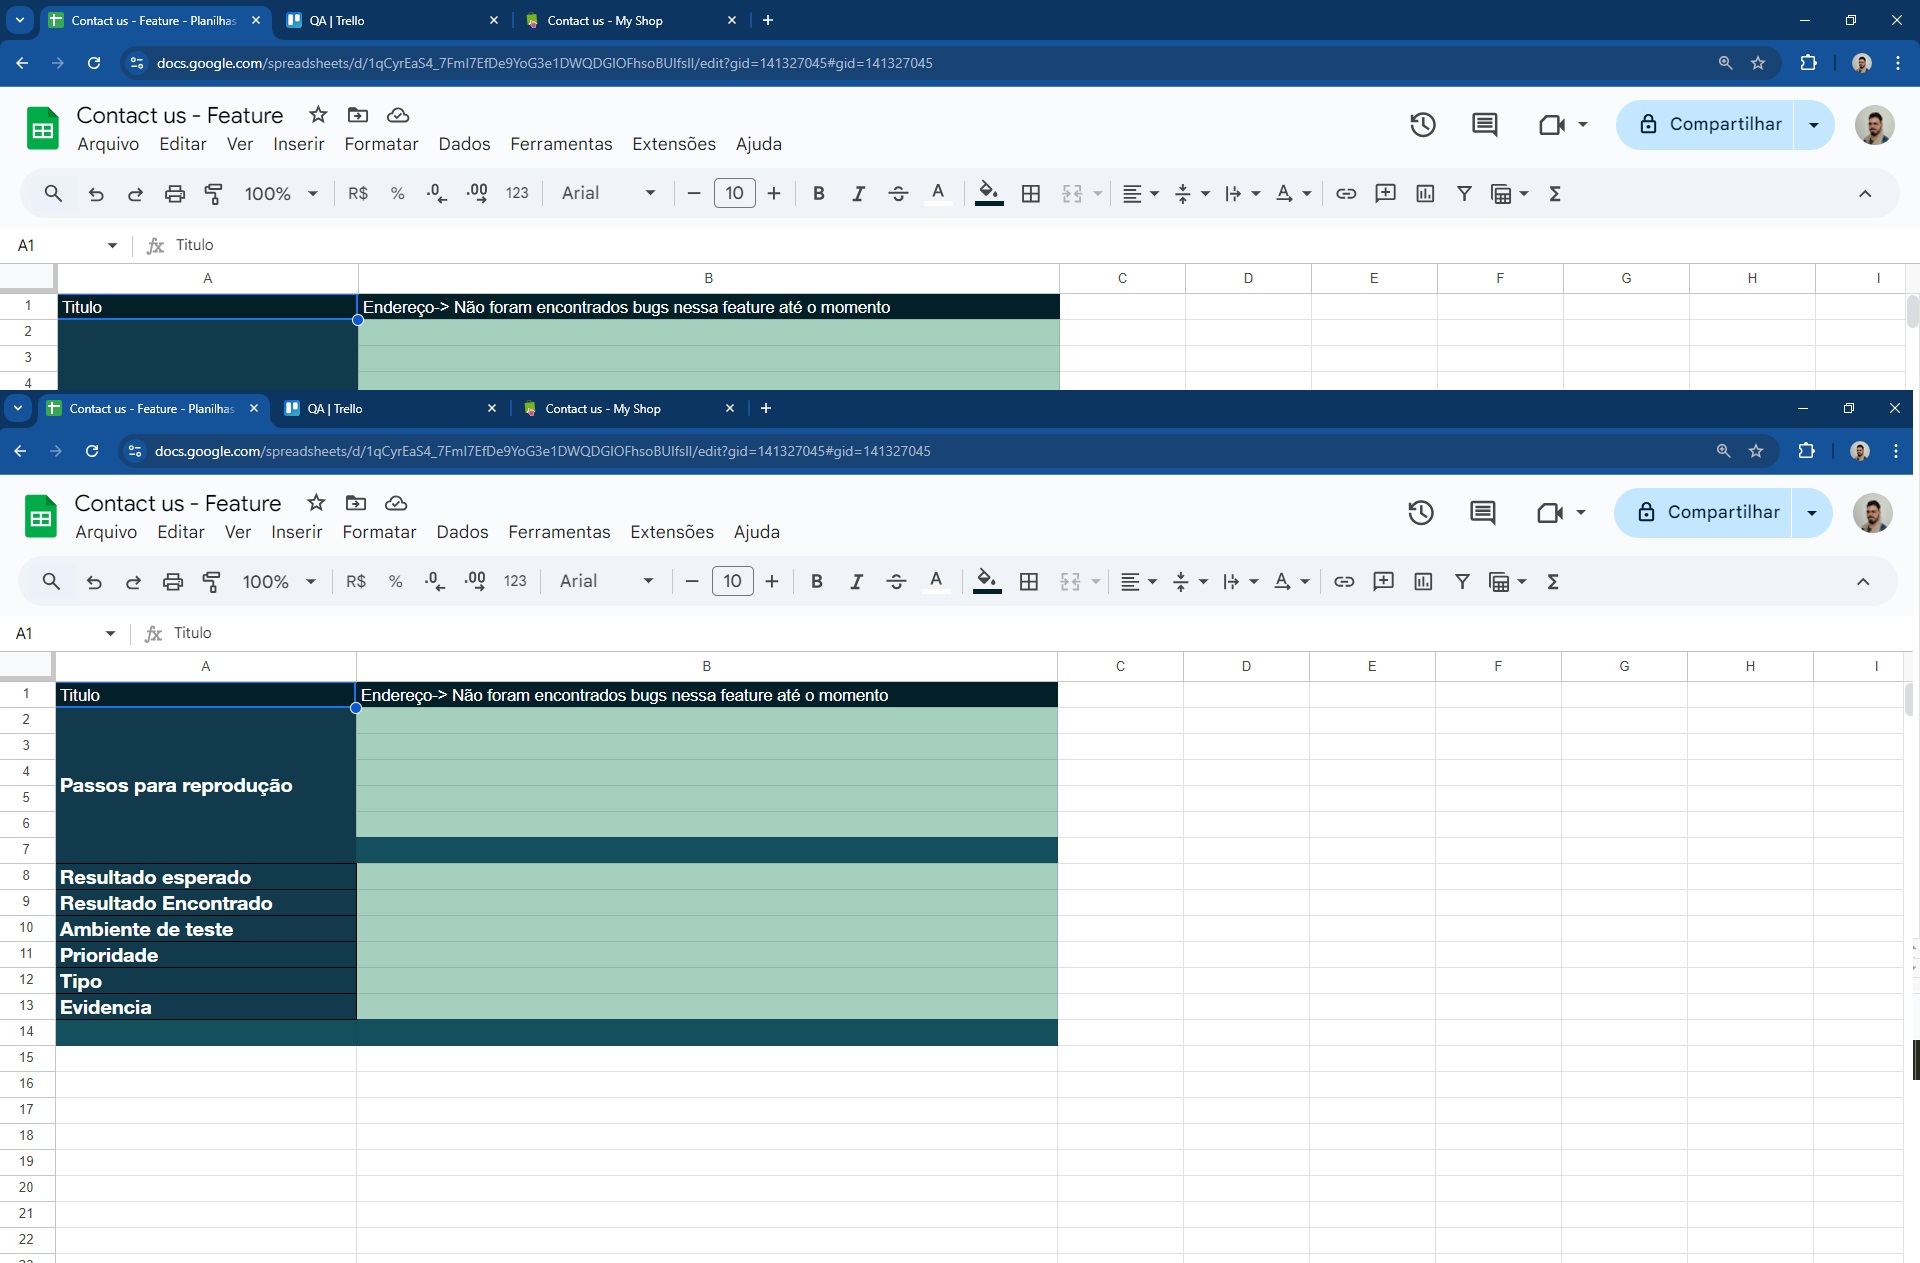 Contact us - Feature - Planilhas
QA | Trello
Contact us - My Shop
docs.google.com/spreadsheets/d/1qCyrEaS4_7FmI7EfDe9YoG3e1DWQDGIOFhsoBUIfsII/edit?gid=141327045#gid=141327045
Contact us - Feature
Arquivo Editar Ver Inserir Formatar Dados Ferramentas Extensões Ajuda
Compartilhar
100% R$ % .0 .00 123 Arial 10 B I A A Σ
A1 fx Titulo
A B C D E F G H I
1 Titulo Endereço-> Não foram encontrados bugs nessa feature até o momento
2
3
4
Contact us - Feature - Planilhas
QA | Trello
Contact us - My Shop
docs.google.com/spreadsheets/d/1qCyrEaS4_7FmI7EfDe9YoG3e1DWQDGIOFhsoBUIfsII/edit?gid=141327045#gid=141327045
Contact us - Feature
Arquivo Editar Ver Inserir Formatar Dados Ferramentas Extensões Ajuda
Compartilhar
100% R$ % .0 .00 123 Arial 10 B I A A Σ
A1 fx Titulo
A B C D E F G H I
1 Titulo Endereço-> Não foram encontrados bugs nessa feature até o momento
2
3
4
Passos para reprodução
5
6
7
8 Resultado esperado
9 Resultado Encontrado
10 Ambiente de teste
11 Prioridade
12 Tipo
13 Evidencia
14
15
16
17
18
19
20
21
22